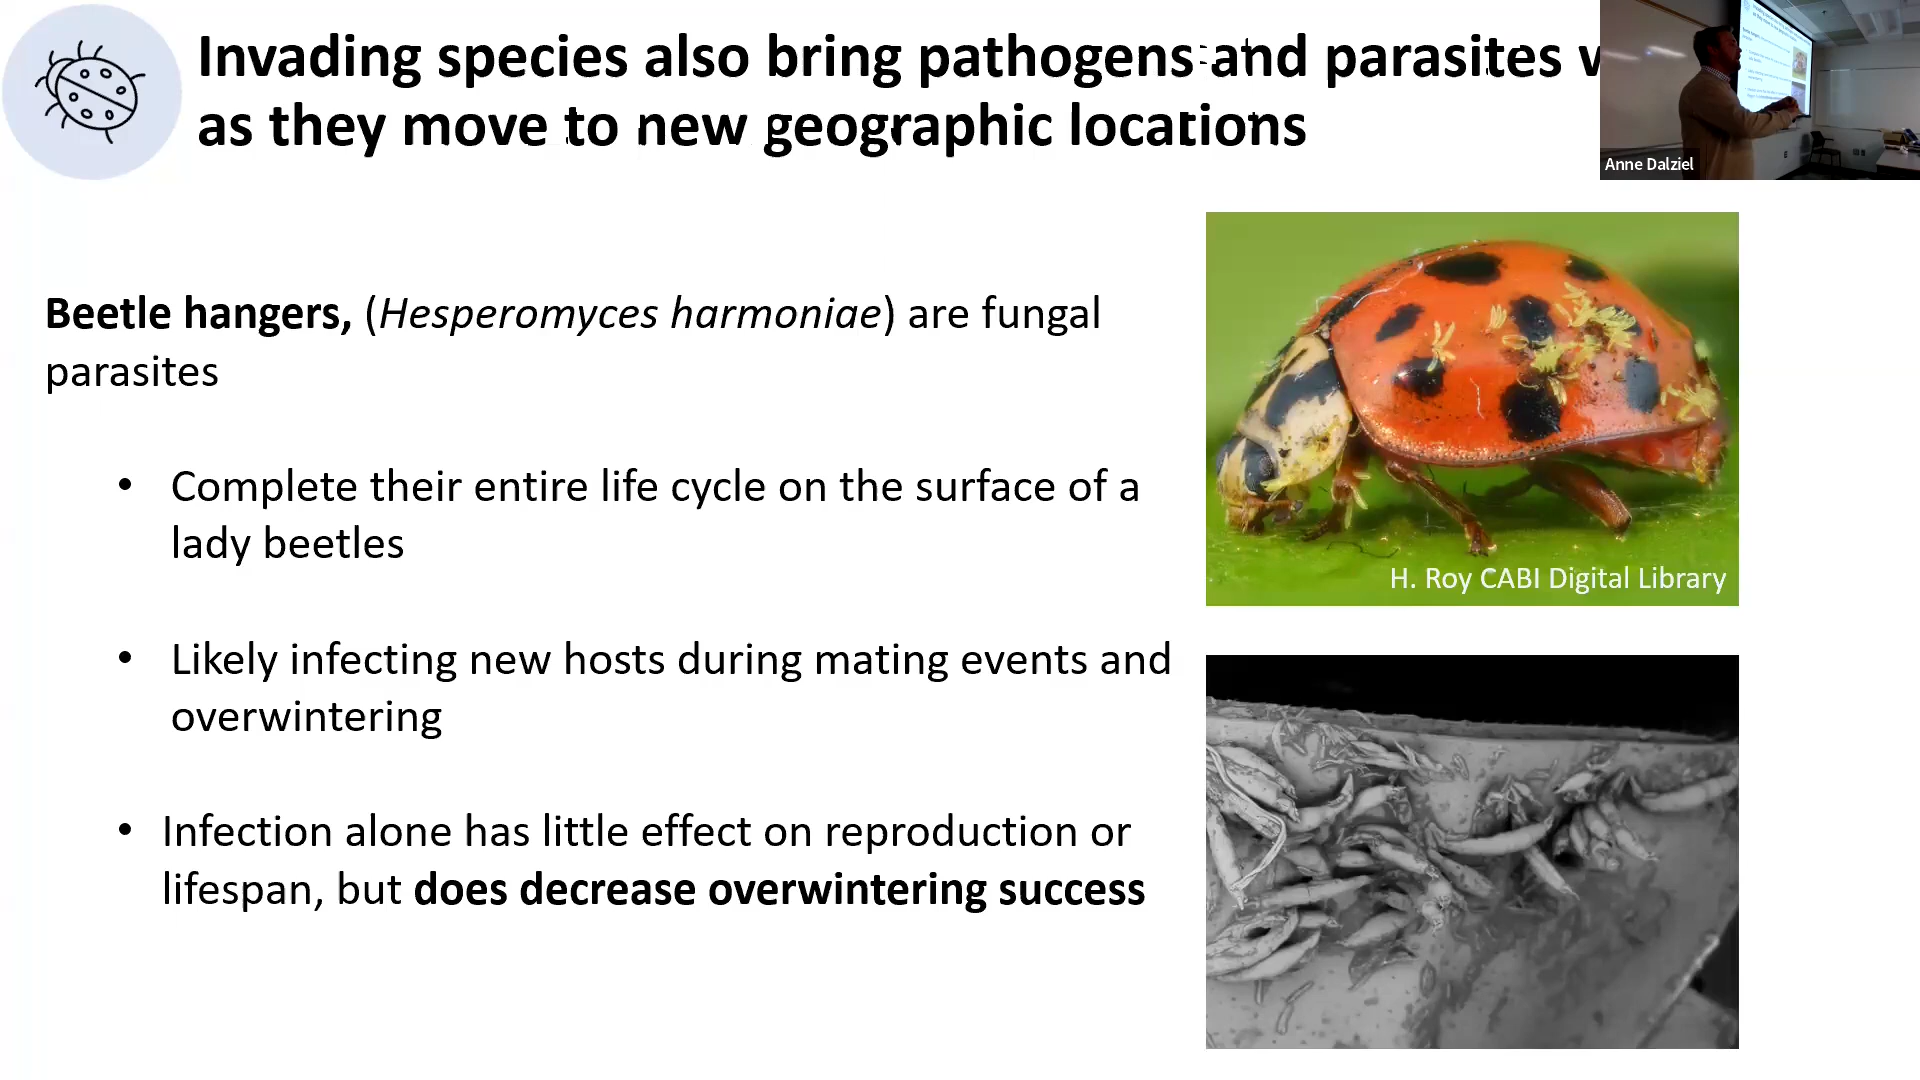 Invading species also bring pathogens and parasites
as they move to new geographic locations
Anne Dalziel
Beetle hangers, (Hesperomyces harmoniae) are fungal
parasites
• Complete their entire life cycle on the surface of a
lady beetles
• Likely infecting new hosts during mating events and
overwintering
• Infection alone has little effect on reproduction or
lifespan, but does decrease overwintering success
H. Roy CABI Digital Library